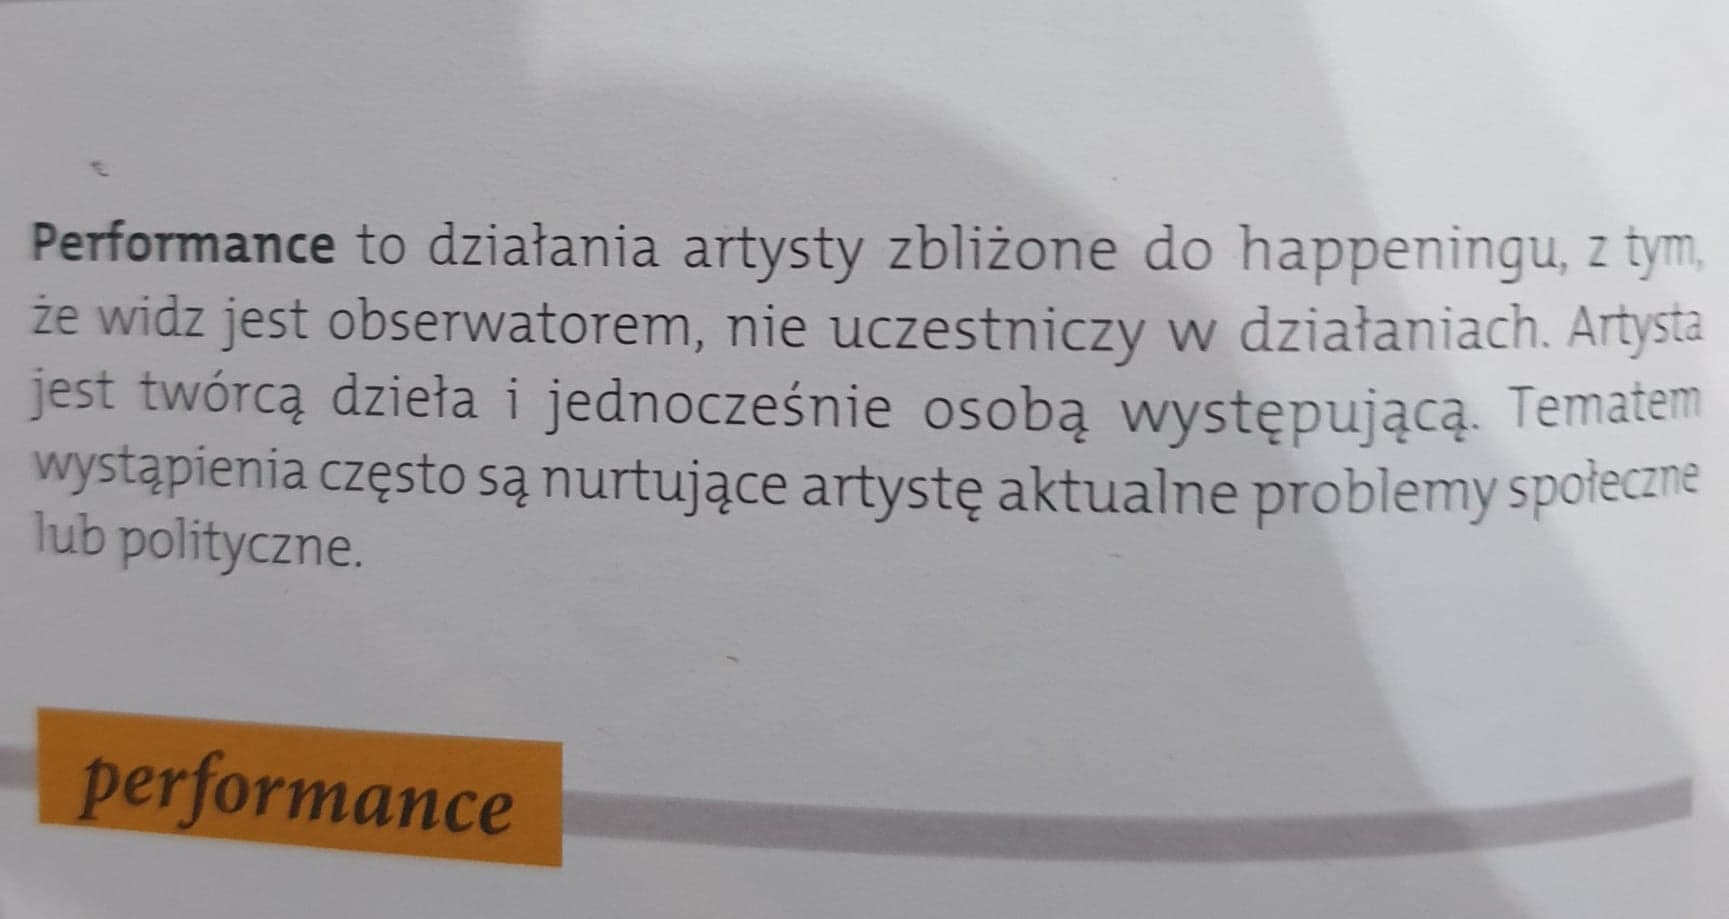 Performance to działania artysty zbliżone do happeningu, z tym,
że widz jest obserwatorem, nie uczestniczy w działaniach. Artysta
jest twórcą dzieła i jednocześnie osobą występującą. Tematem
wystąpienia często są nurtujące artystę aktualne problemy społeczne
lub polityczne.
performance